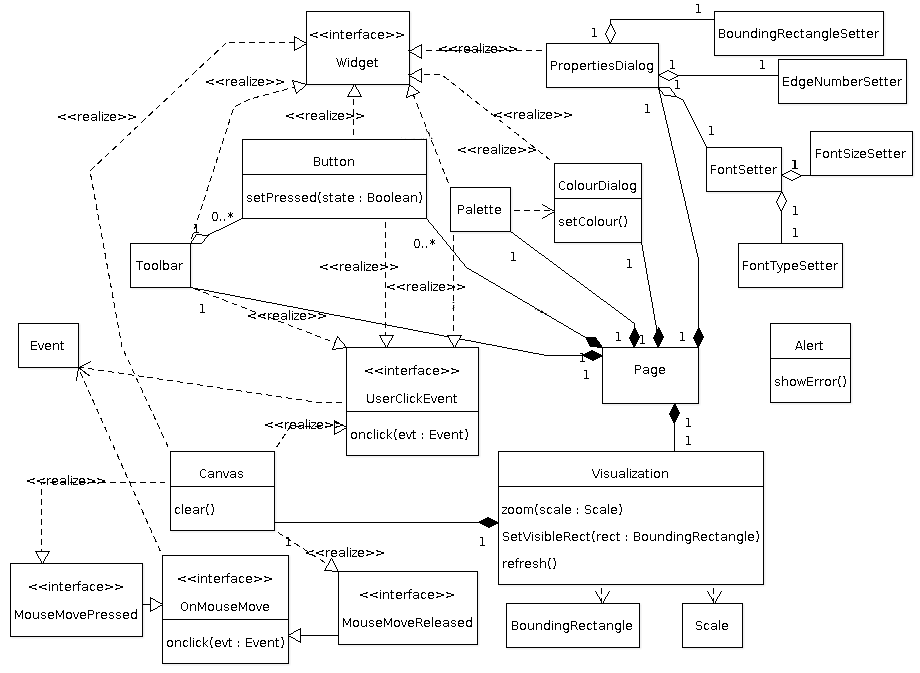 <<interface>>
Widget
1
BoundingRectangleSetter
1
PropertiesDialog
<<realize>>
1
1
1
EdgeNumberSetter
<<realize>>
<<realize>>
<<realize>>
<<realize>>
1
1
FontSetter
1
FontSizeSetter
<<realize>>
Button
setPressed(state : Boolean)
Palette
ColourDialog
setColour()
1
1
FontTypeSetter
0..*
1
Toolbar
0..*
1
1
<<realize>>
<<realize>>
1
<<realize>>
Event
<<interface>>
UserClickEvent
onclick(evt : Event)
1
1
1
1
1
Page
Alert
showError()
1
1
<<realize>>
Canvas
clear()
<<realize>>
Visualization
zoom(scale : Scale)
SetVisibleRect(rect : BoundingRectangle)
refresh()
1
1
<<realize>>
<<interface>>
MouseMovePressed
<<interface>>
OnMouseMove
onclick(evt : Event)
<<interface>>
MouseMoveReleased
BoundingRectangle
Scale